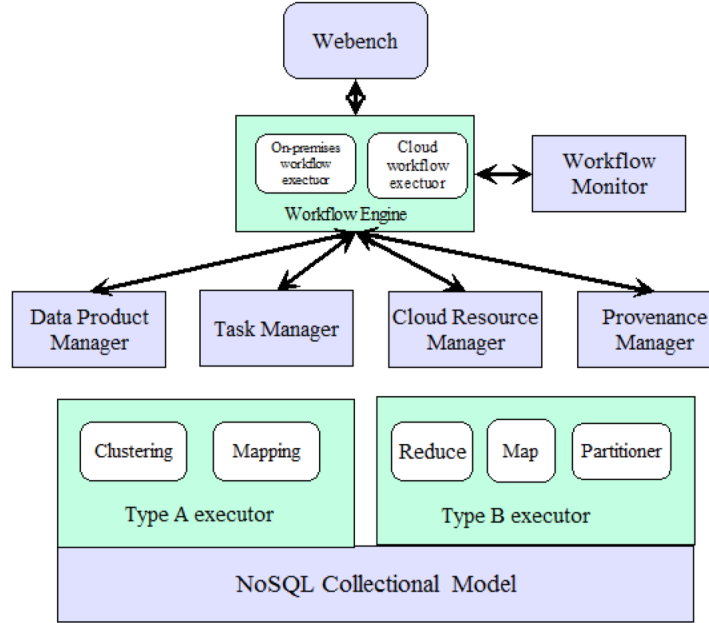 Webench
On-premises
workflow
exectuor
Cloud
workflow
exectuor
Workflow Engine
Workflow
Monitor
Data Product
Manager
Task Manager
Cloud Resource
Manager
Provenance
Manager
Clustering
Mapping
Type A executor
Reduce
Map
Partitioner
Type B executor
NoSQL Collectional Model